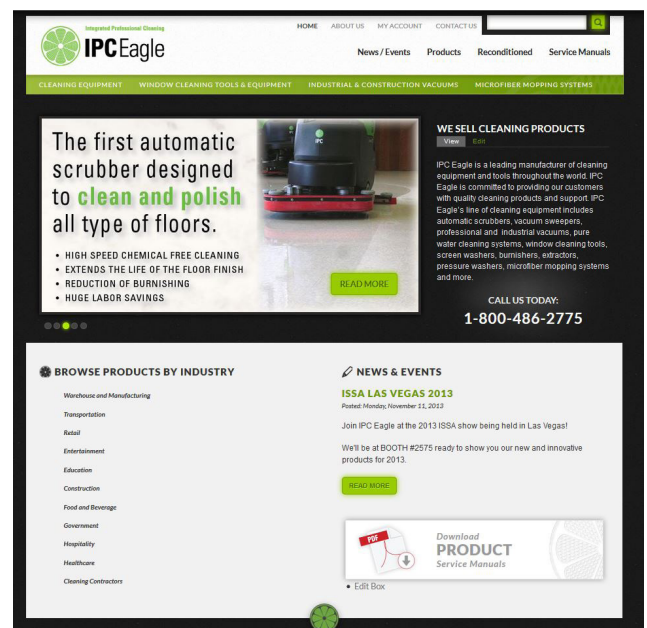 Integrated Professional Cleaning
IPC Eagle
HOME ABOUT US MY ACCOUNT CONTACT US
News / Events Products Reconditioned Service Manuals
CLEANING EQUIPMENT WINDOW CLEANING TOOLS & EQUIPMENT INDUSTRIAL & CONSTRUCTION VACUUMS MICROFIBER MOPPING SYSTEMS
The first automatic
scrubber designed
to clean and polish
all type of floors.
• HIGH SPEED CHEMICAL FREE CLEANING
• EXTENDS THE LIFE OF THE FLOOR FINISH
• REDUCTION OF BURNISHING
• HUGE LABOR SAVINGS
IPC
READ MORE
WE SELL CLEANING PRODUCTS
View Edit
IPC Eagle is a leading manufacturer of cleaning
equipment and tools throughout the world. IPC
Eagle is committed to providing our customers
with quality cleaning products and support. IPC
Eagle's line of cleaning equipment includes
automatic scrubbers, vacuum sweepers,
professional and industrial vacuums, pure
water cleaning systems, window cleaning tools,
screen washers, burnishers, extractors,
pressure washers, microfiber mopping systems
and more.
CALL US TODAY:
1-800-486-2775
BROWSE PRODUCTS BY INDUSTRY
Warehouse and Manufacturing
Transportation
Retail
Entertainment
Education
Construction
Food and Beverage
Government
Hospitality
Healthcare
Cleaning Contractors
NEWS & EVENTS
ISSA LAS VEGAS 2013
Posted: Monday, November 11, 2013
Join IPC Eagle at the 2013 ISSA show being held in Las Vegas!
We'll be at BOOTH #2575 ready to show you our new and innovative
products for 2013.
READ MORE
PDF
Download
PRODUCT
Service Manuals
• Edit Box